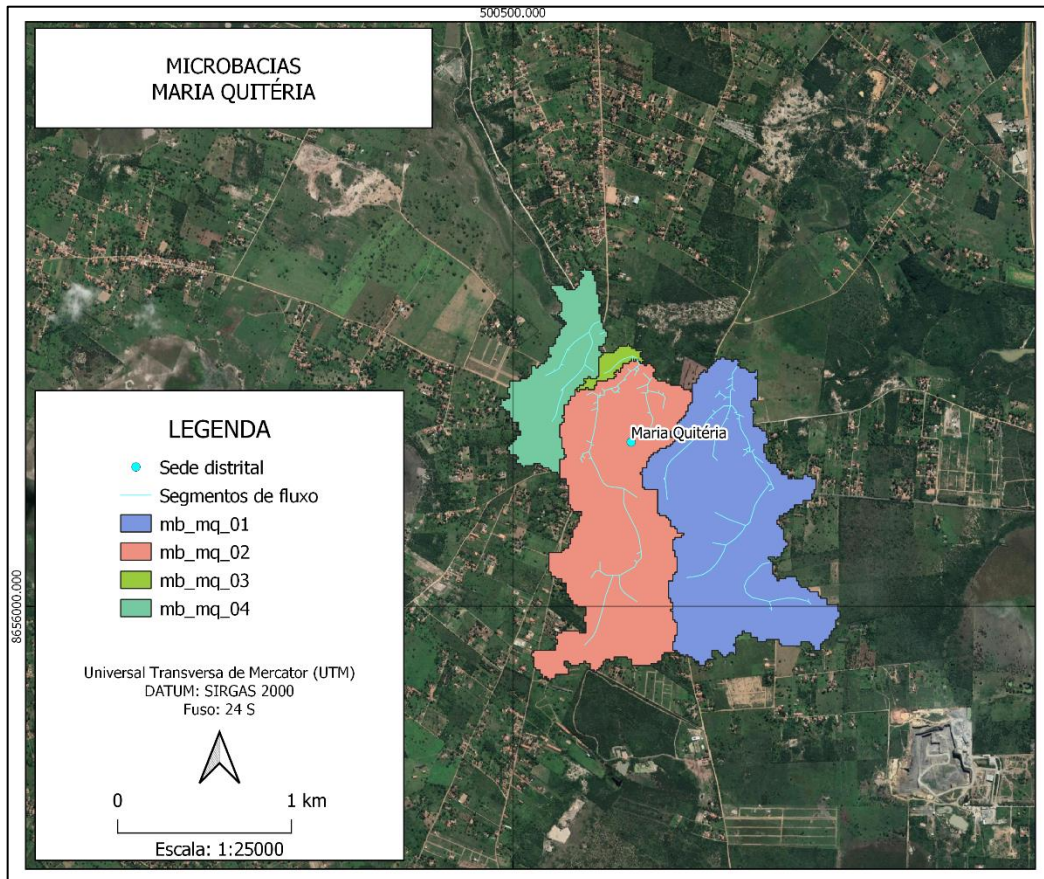 500500.000
MICROBACIAS
MARIA QUITÉRIA
Maria Quitéria
8656000.000
LEGENDA
Sede distrital
Segmentos de fluxo
mb_mq_01
mb_mq_02
mb_mq_03
mb_mq_04
Universal Transversa de Mercator (UTM)
DATUM: SIRGAS 2000
Fuso: 24 S
0 1 km
Escala: 1:25000